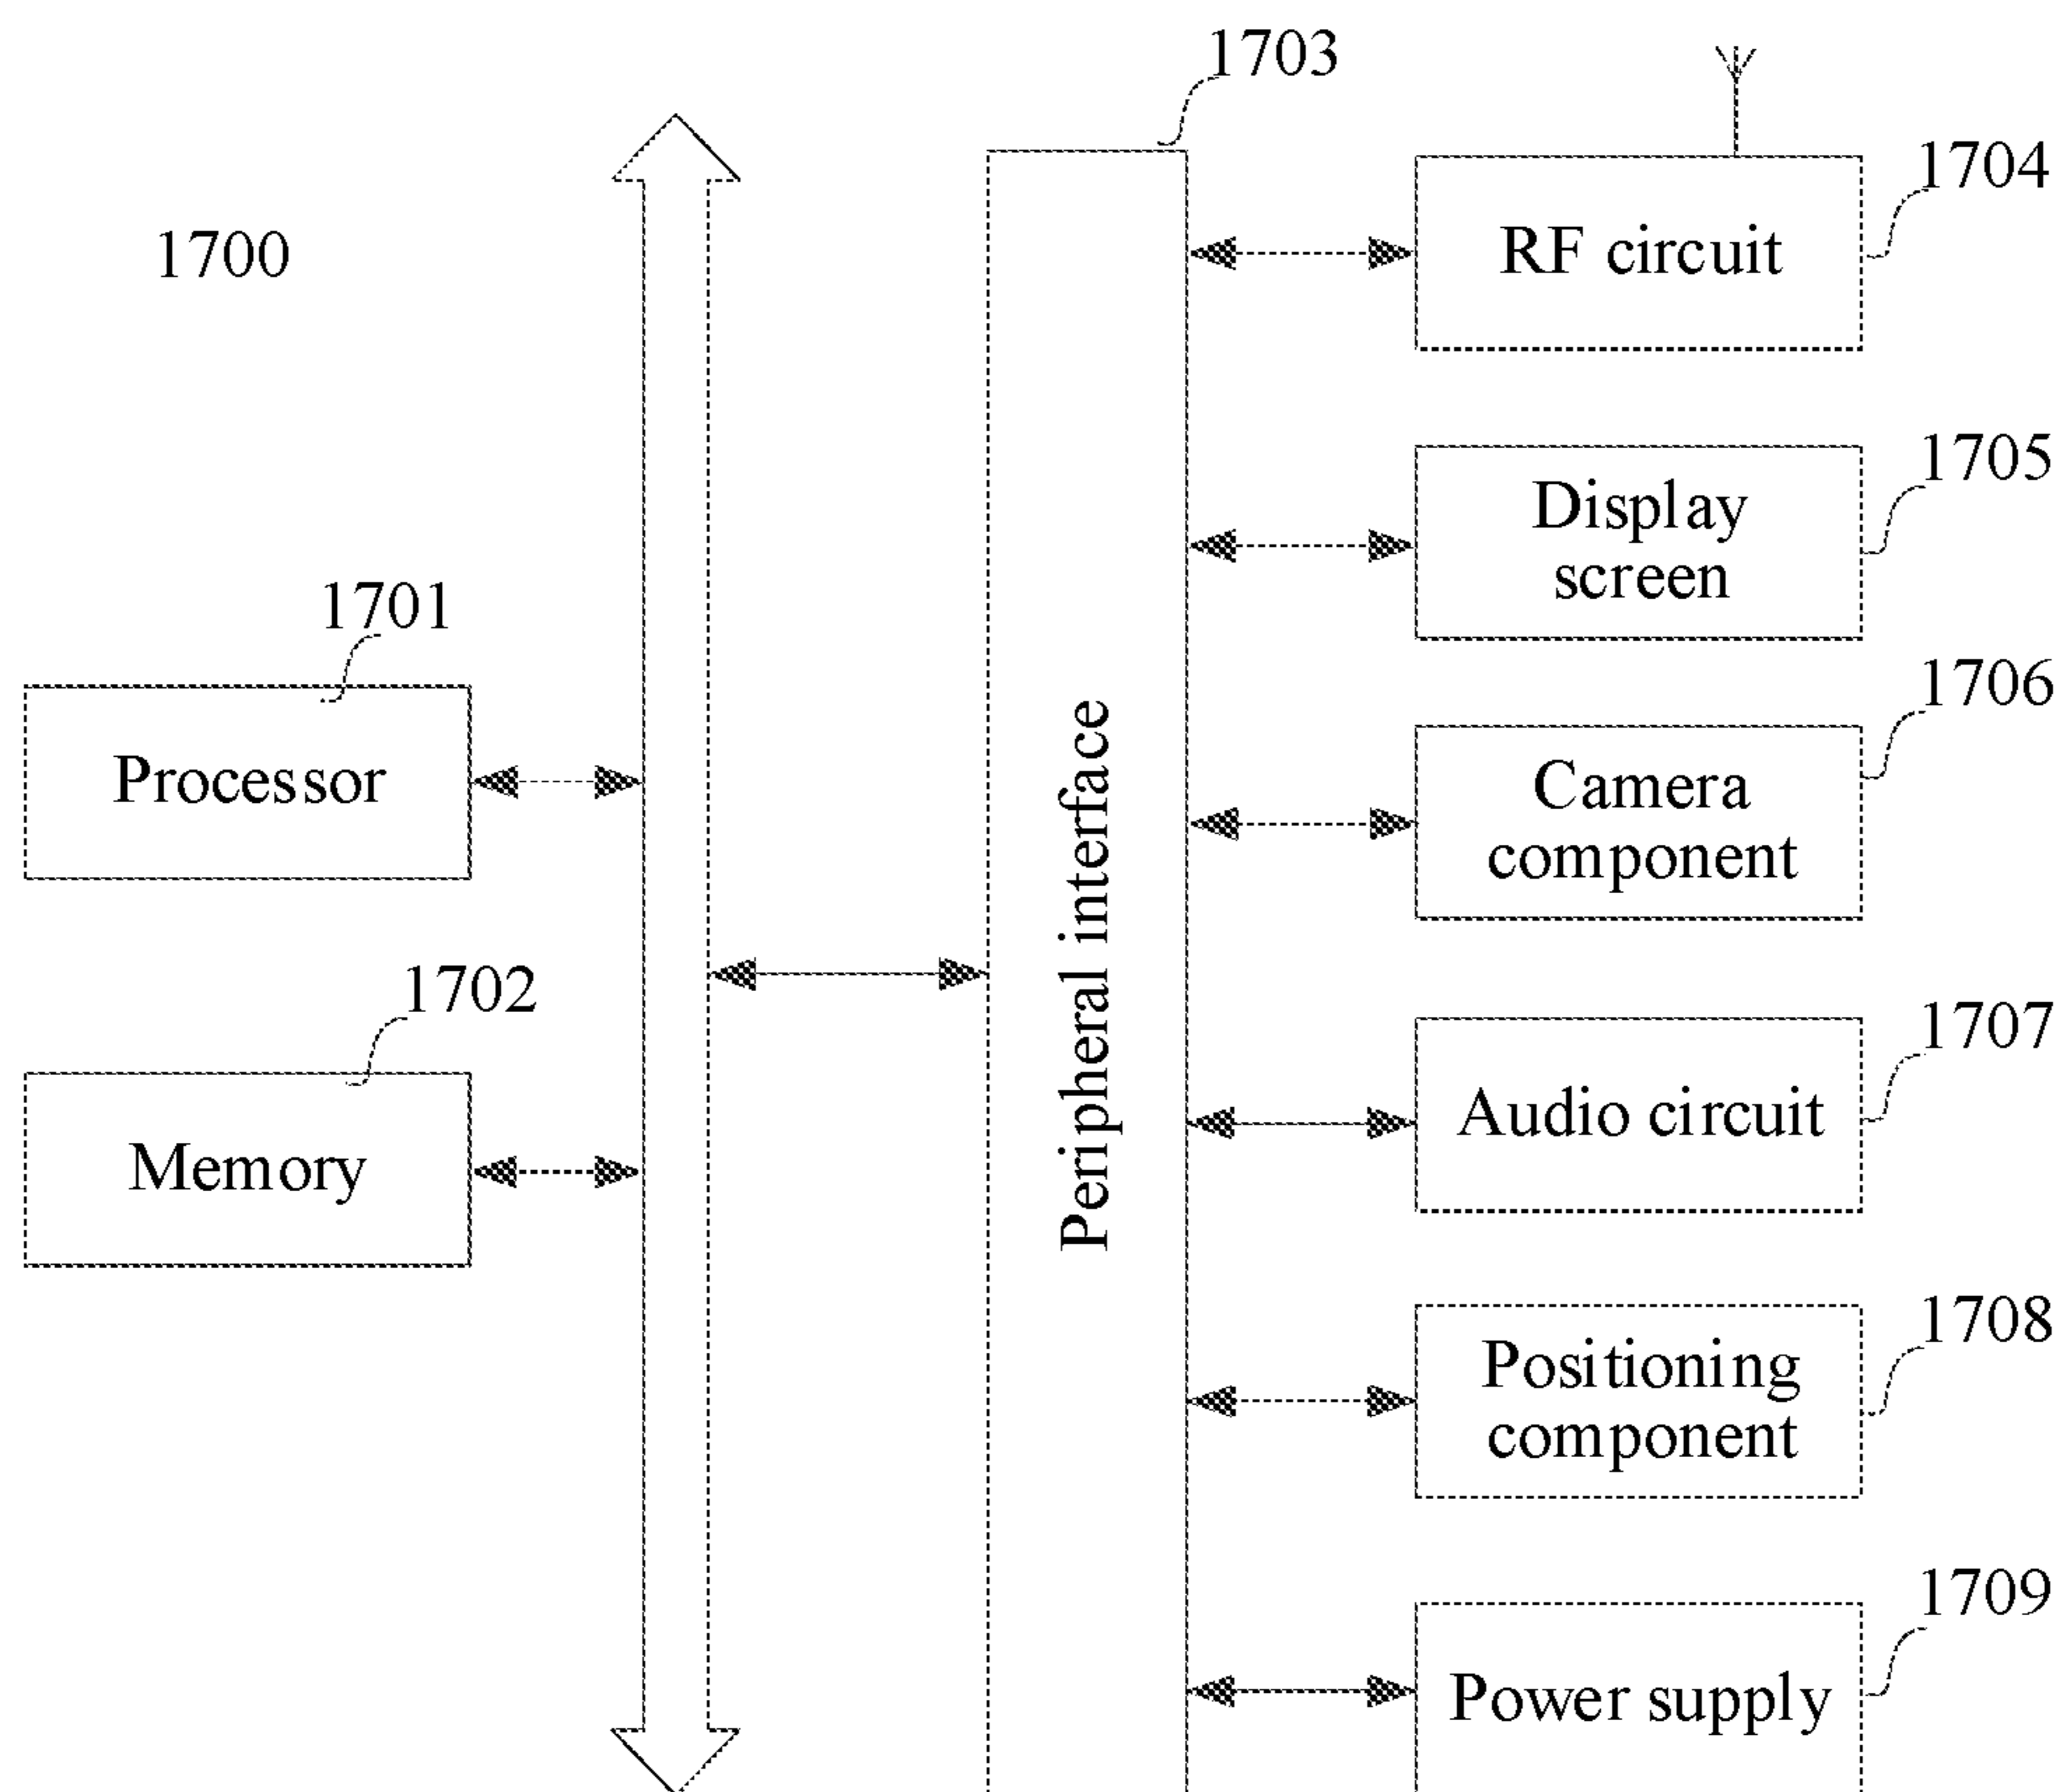 1700
1701
Processor
1702
Memory
1703
Peripheral interface
1704
RF circuit
1705
Display
screen
1706
Camera
component
1707
Audio circuit
1708
Positioning
component
1709
Power supply